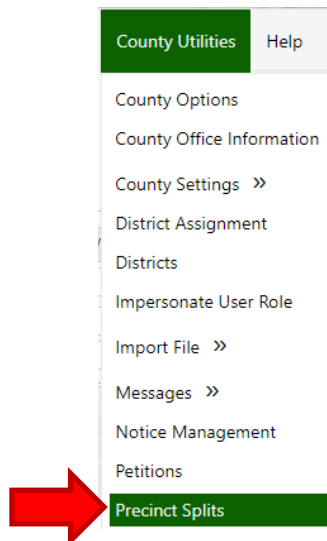 County Utilities Help
County Options
County Office Information
County Settings »
District Assignment
Districts
Impersonate User Role
Import File »
Messages »
Notice Management
Petitions
Precinct Splits